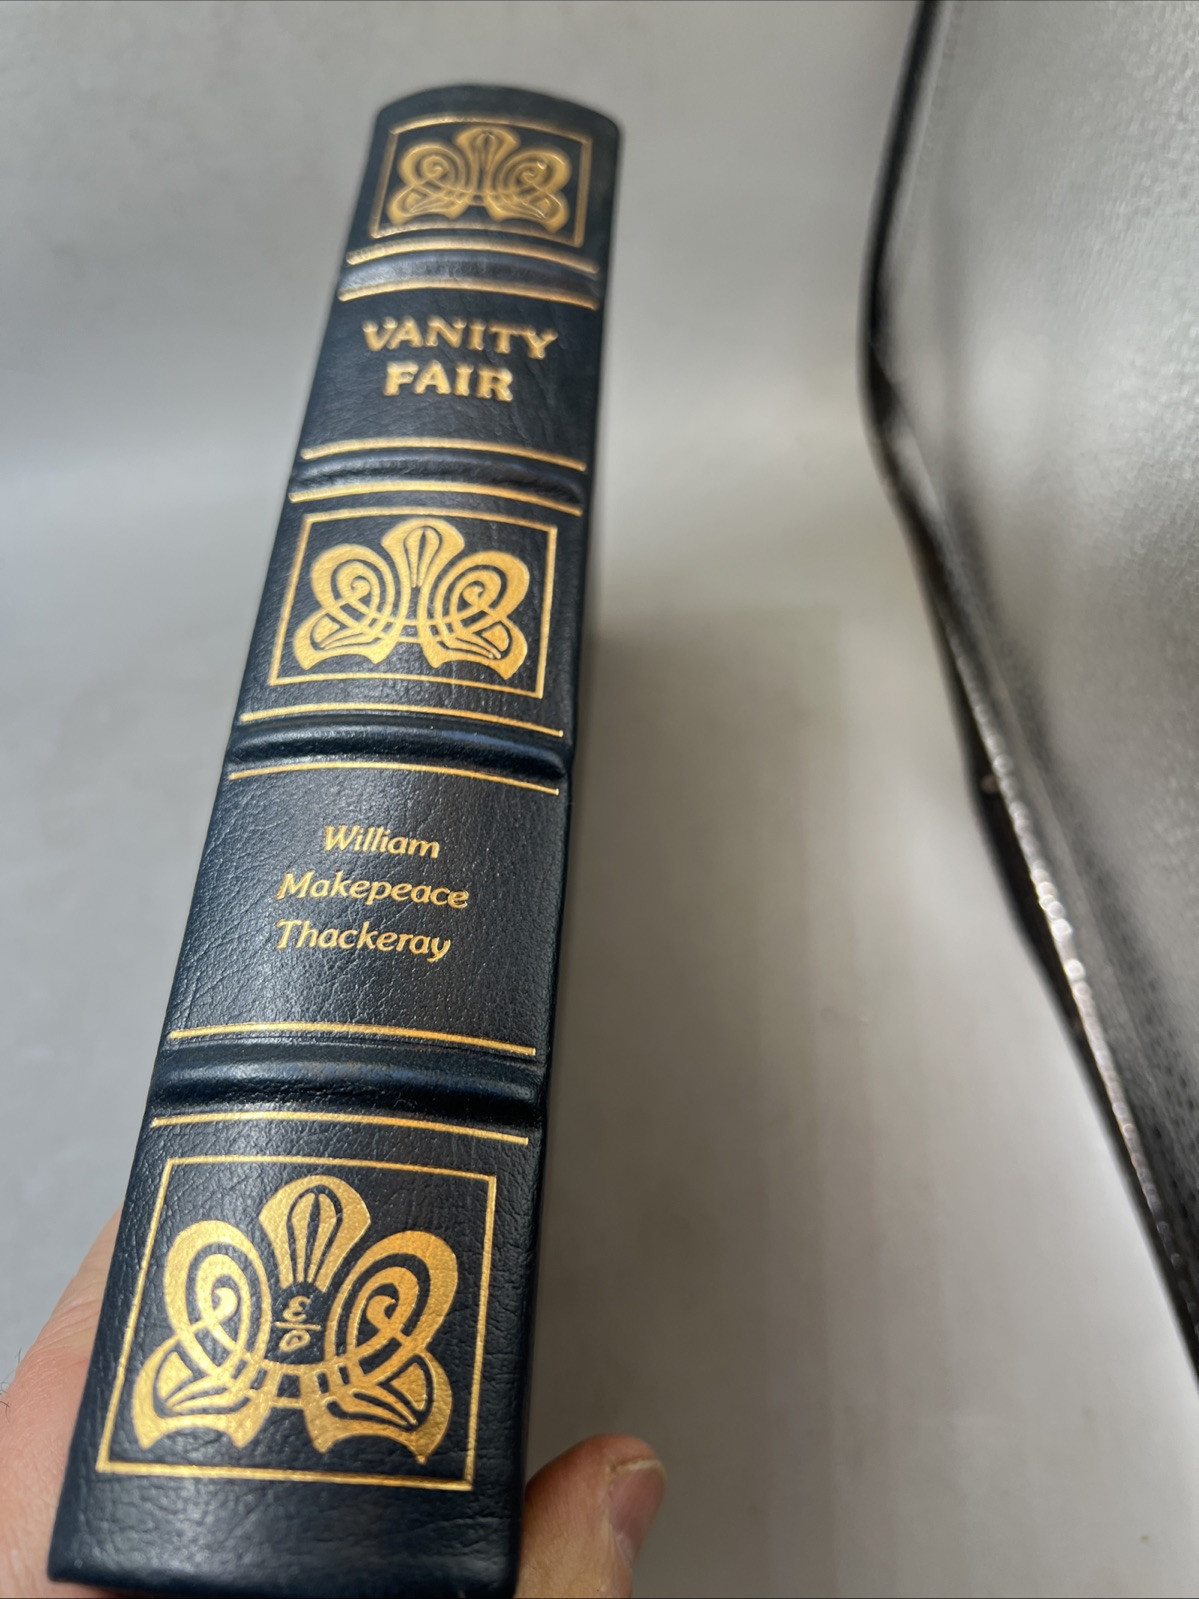 VANITY
FAIR
William
Makepeace
Thackeray